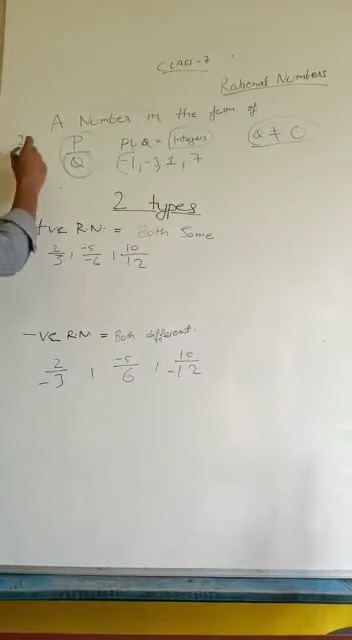 CLASS-7
Rational Numbers
A Number in the form of
P/Q P & Q = Integers Q ≠ 0
-1, -3, 1, 7
2 types
+ve R.N. = Both Same
2/3, -5/-6, 10/12
-ve R.N. = Both different.
2/-3, -5/6, 10/-12